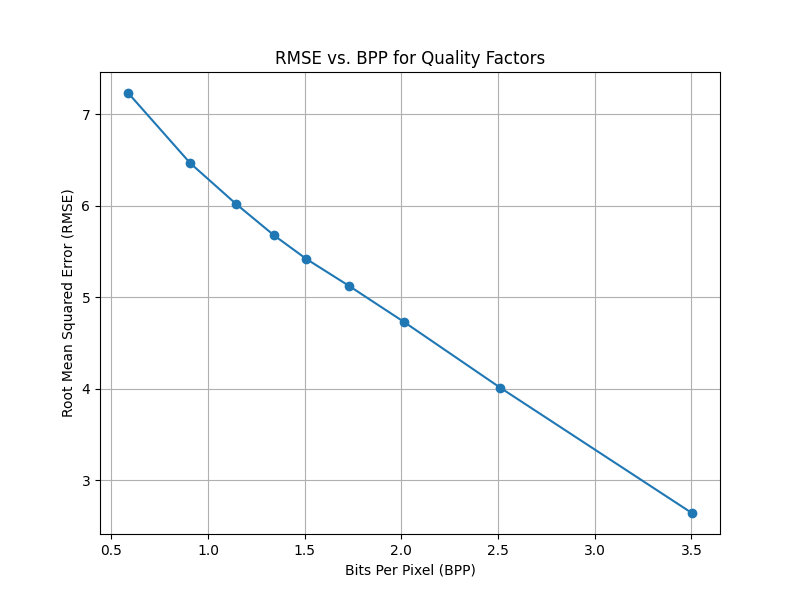 RMSE vs. BPP for Quality Factors
7
6
5
4
3
Root Mean Squared Error (RMSE)
0.5 1.0 1.5 2.0 2.5 3.0 3.5
Bits Per Pixel (BPP)